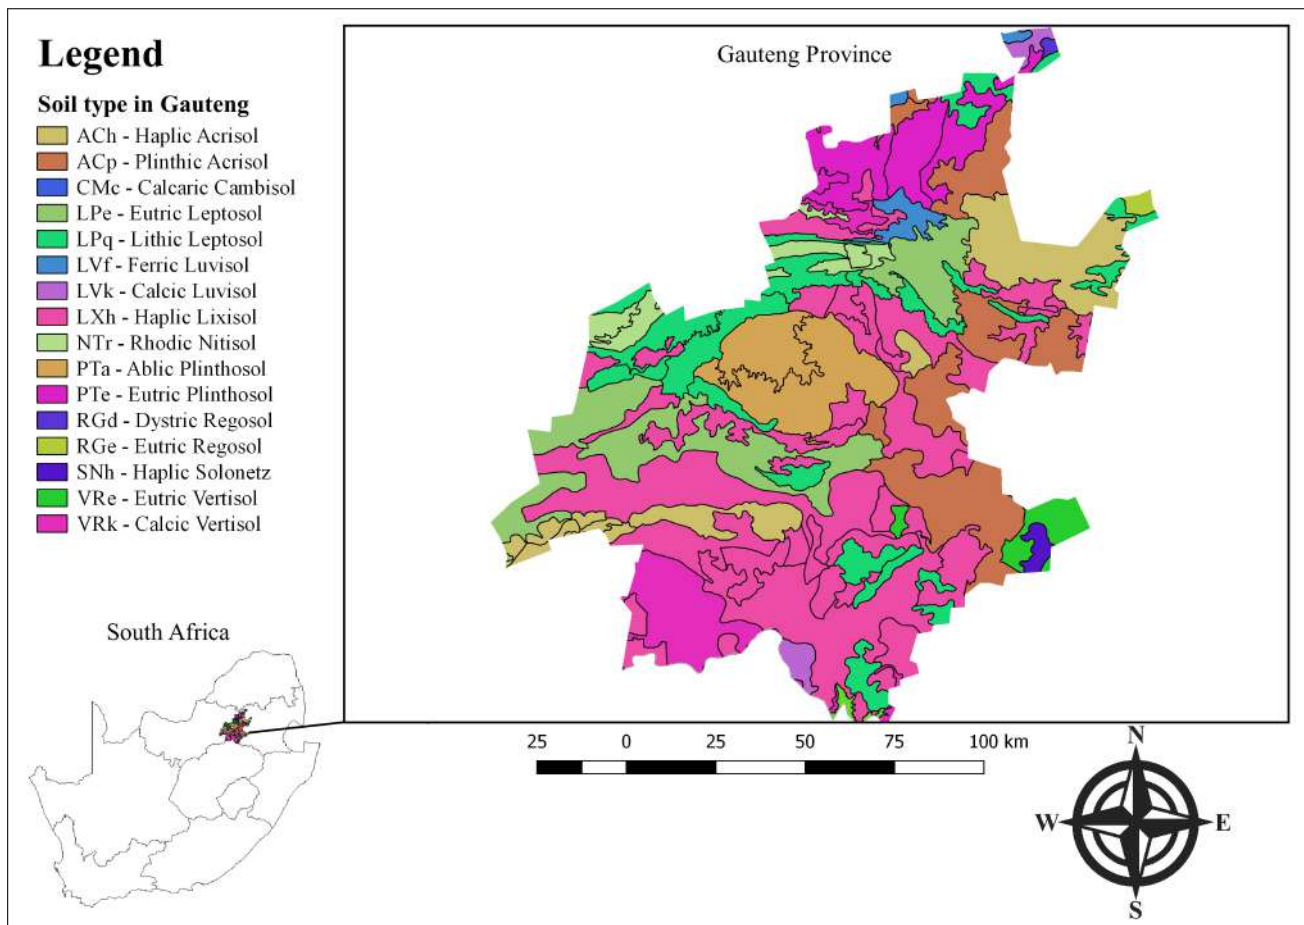 Legend
Soil type in Gauteng
ACh - Haplic Acrisol
ACp - Plinthic Acrisol
CMc - Calcaric Cambisol
LPe - Eutric Leptosol
LPq - Lithic Leptosol
LVf - Ferric Luvisol
LVk - Calcic Luvisol
LXh - Haplic Lixisol
NTr - Rhodic Nitisol
PTa - Ablic Plinthosol
PTe - Eutric Plinthosol
RGd - Dystric Regosol
RGe - Eutric Regosol
SNh - Haplic Solonetz
VRe - Eutric Vertisol
VRk - Calcic Vertisol
Gauteng Province
South Africa
25 0 25 50 75 100 km
N
W E
S